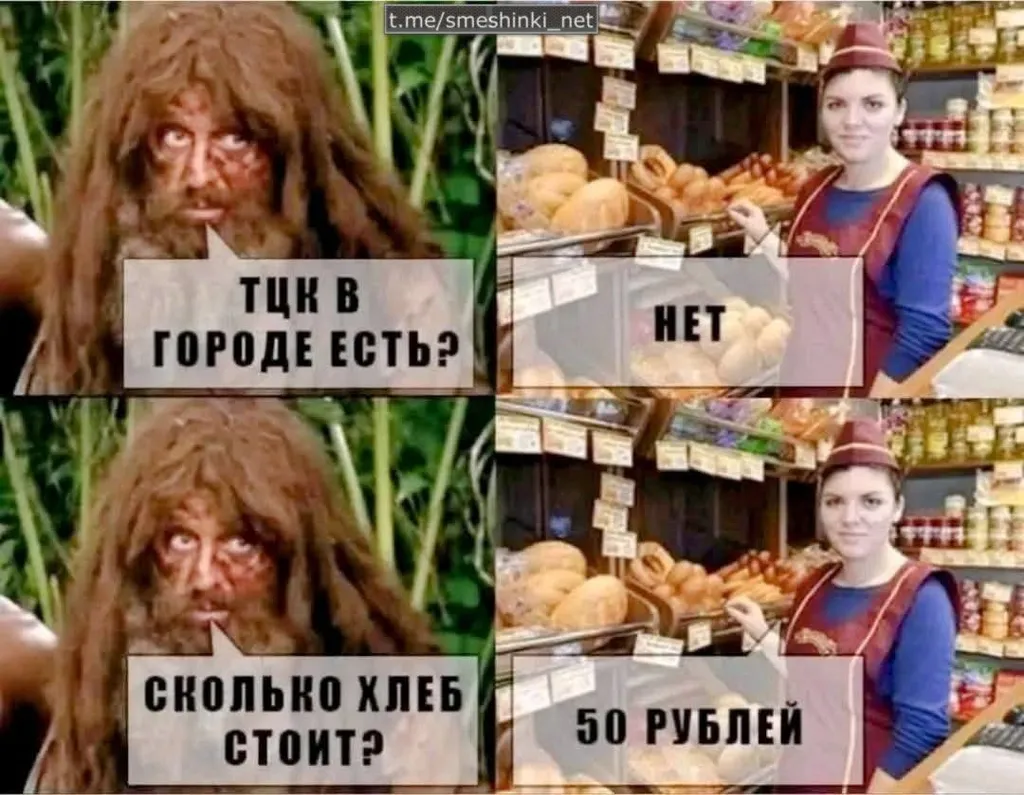 t.me/smeshinki_net
ТЦК В
ГОРОДЕ ЕСТЬ?
НЕТ
СКОЛЬКО ХЛЕБ
СТОИТ?
50 РУБЛЕЙ